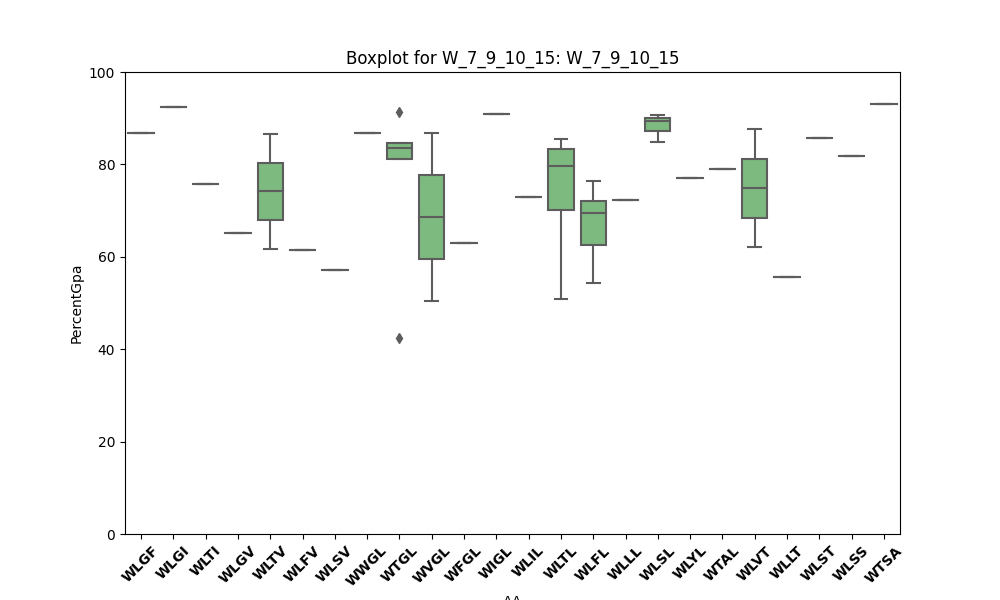 Boxplot for W_7_9_10_15: W_7_9_10_15
PercentGpa
100
80
60
40
20
0
WLGF WLGI WLTI WLGV WLTV WLFV WLSV WWGL WTGL WVGL WFGL WIGL WLIL WLTL WLFL WLLL WLSL WLYL WTAL WLVT WLLT WLST WLSS WTSA
AA